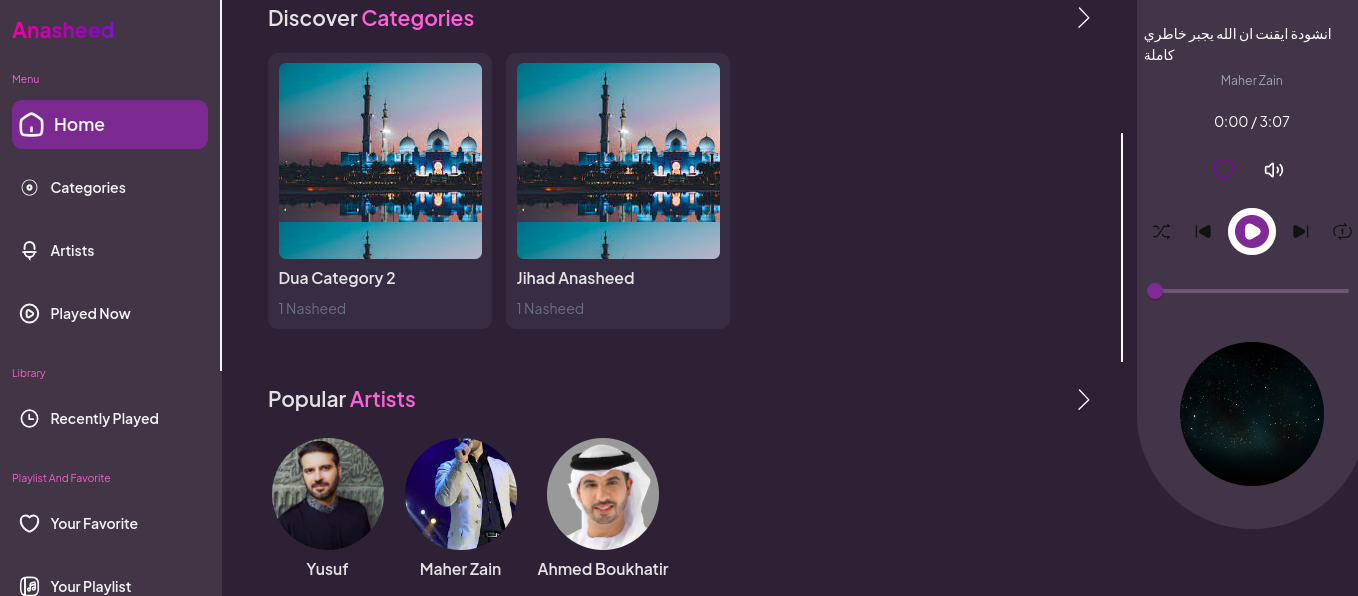 Anasheed
Menu
Home
Categories
Artists
Played Now
Library
Recently Played
Playlist And Favorite
Your Favorite
Your Playlist
Discover Categories
Dua Category 2
1 Nasheed
Jihad Anasheed
1 Nasheed
Popular Artists
Yusuf
Maher Zain
Ahmed Boukhatir
انشودة ايقنت ان الله يجبر خاطري
كاملة
Maher Zain
0:00 / 3:07